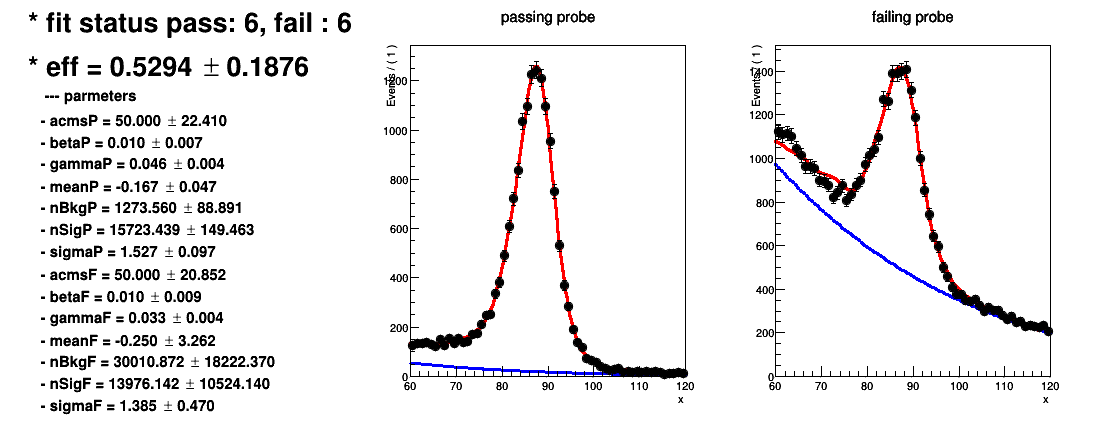 * fit status pass: 6, fail : 6
* eff = 0.5294 ± 0.1876
--- parmeters
- acmsP = 50.000 ± 22.410
- betaP = 0.010 ± 0.007
- gammaP = 0.046 ± 0.004
- meanP = -0.167 ± 0.047
- nBkgP = 1273.560 ± 88.891
- nSigP = 15723.439 ± 149.463
- sigmaP = 1.527 ± 0.097
- acmsF = 50.000 ± 20.852
- betaF = 0.010 ± 0.009
- gammaF = 0.033 ± 0.004
- meanF = -0.250 ± 3.262
- nBkgF = 30010.872 ± 18222.370
- nSigF = 13976.142 ± 10524.140
- sigmaF = 1.385 ± 0.470
passing probe
Events / ( 1 )
1200
1000
800
600
400
200
0
60 70 80 90 100 110 120
x
failing probe
Events / ( 1 )
1400
1200
1000
800
600
400
200
0
60 70 80 90 100 110 120
x